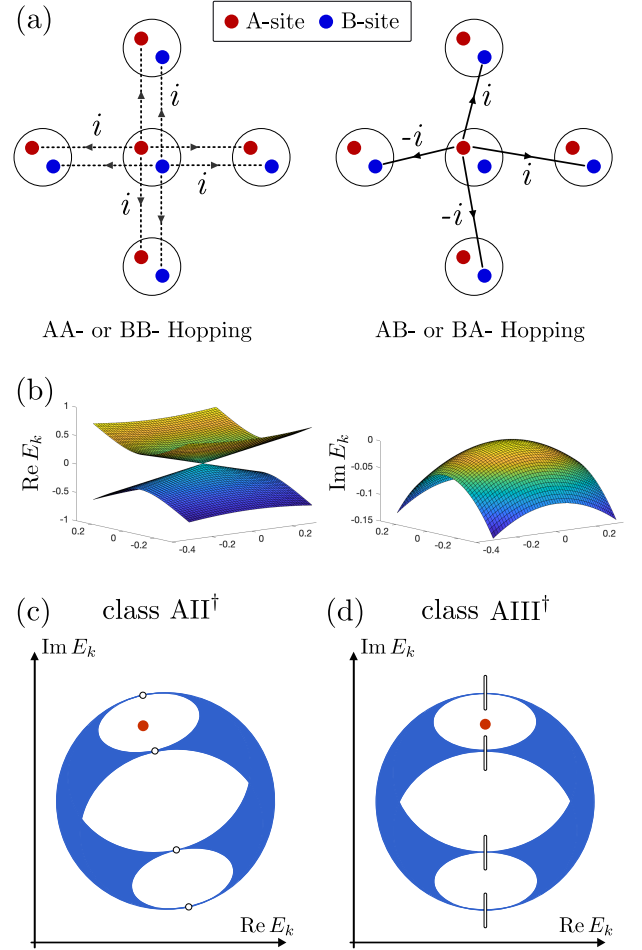 (a)
A-site B-site
i
i
i
i
i
-i
i
-i
AA- or BB- Hopping
AB- or BA- Hopping
(b)
Re E_k
1
0.5
0
-0.5
-1
0.2
0
-0.2
-0.4
-0.2
0
0.2
Im E_k
0
-0.05
-0.1
-0.15
0.2
0
-0.2
-0.4
-0.2
0
0.2
(c) class AII†
(d) class AIII†
Im E_k
Im E_k
Re E_k
Re E_k